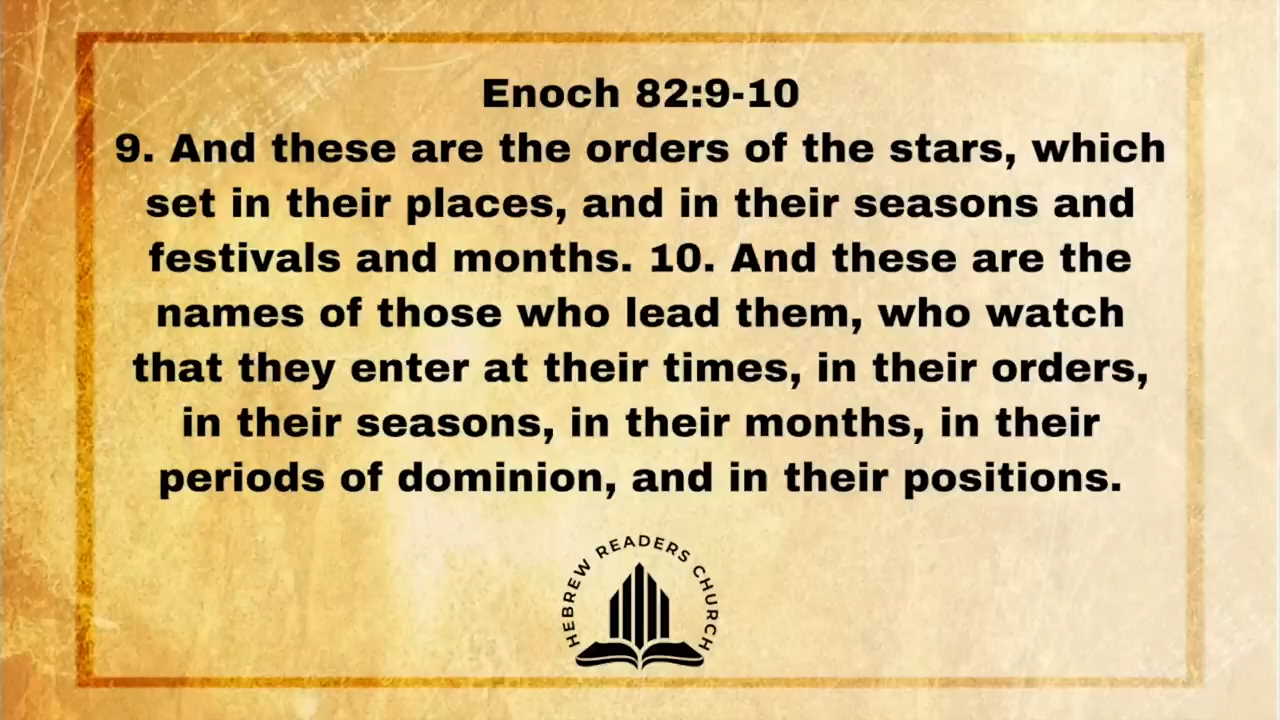 Enoch 82:9-10
9. And these are the orders of the stars, which
set in their places, and in their seasons and
festivals and months. 10. And these are the
names of those who lead them, who watch
that they enter at their times, in their orders,
in their seasons, in their months, in their
periods of dominion, and in their positions.
HEBREW READERS CHURCH